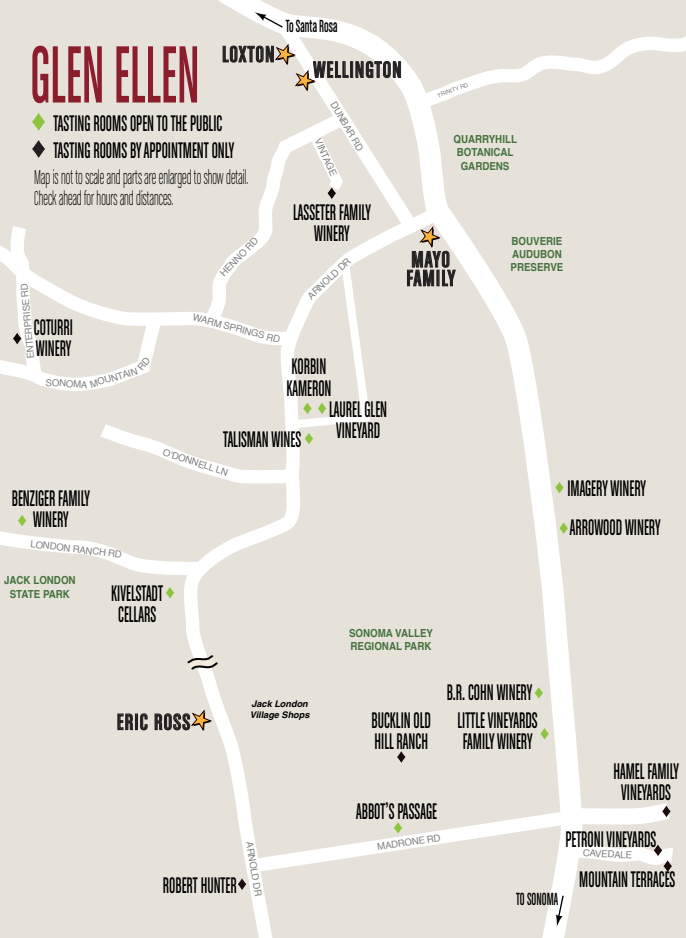 To Santa Rosa
LOXTON
WELLINGTON
GLEN ELLEN
TASTING ROOMS OPEN TO THE PUBLIC
TASTING ROOMS BY APPOINTMENT ONLY
Map is not to scale and parts are enlarged to show detail.
Check ahead for hours and distances.
TRINITY RD
DUNBAR RD
VINTAGE
QUARRYHILL
BOTANICAL
GARDENS
LASSETER FAMILY
WINERY
HENNO RD
ARNOLD DR
MAYO
FAMILY
BOUVERIE
AUDUBON
PRESERVE
ENTERPRISE RD
COTURRI
WINERY
WARM SPRINGS RD
SONOMA MOUNTAIN RD
KORBIN
KAMERON
LAUREL GLEN
VINEYARD
TALISMAN WINES
O'DONNELL LN
BENZIGER FAMILY
WINERY
IMAGERY WINERY
ARROWOOD WINERY
LONDON RANCH RD
JACK LONDON
STATE PARK
KIVELSTADT
CELLARS
SONOMA VALLEY
REGIONAL PARK
ERIC ROSS
Jack London
Village Shops
B.R. COHN WINERY
BUCKLIN OLD
HILL RANCH
LITTLE VINEYARDS
FAMILY WINERY
HAMEL FAMILY
VINEYARDS
ABBOT'S PASSAGE
MADRONE RD
PETRONI VINEYARDS
CAVEDALE
MOUNTAIN TERRACES
ARNOLD DR
ROBERT HUNTER
TO SONOMA